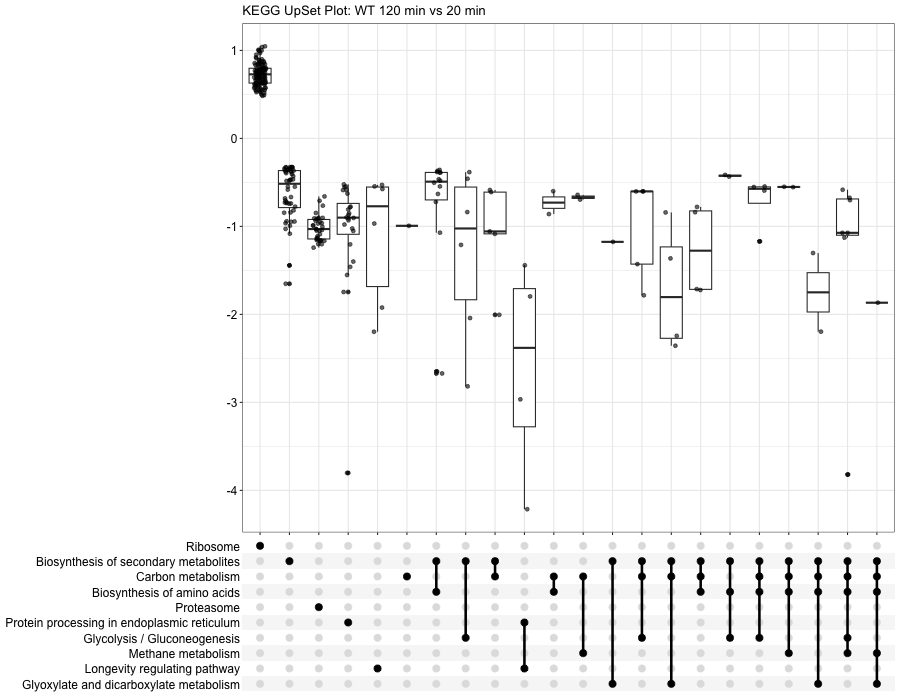 KEGG UpSet Plot: WT 120 min vs 20 min
1
0
-1
-2
-3
-4
Ribosome
Biosynthesis of secondary metabolites
Carbon metabolism
Biosynthesis of amino acids
Proteasome
Protein processing in endoplasmic reticulum
Glycolysis / Gluconeogenesis
Methane metabolism
Longevity regulating pathway
Glyoxylate and dicarboxylate metabolism